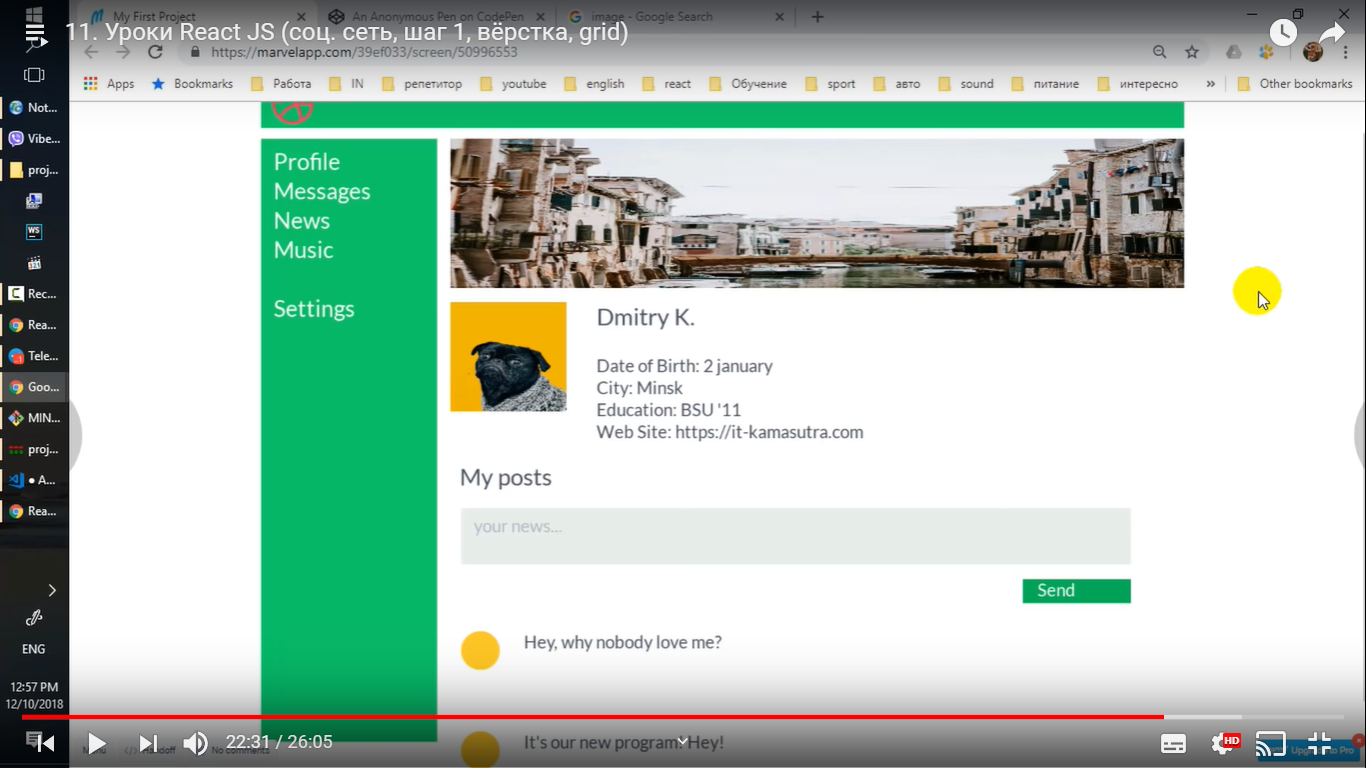 My First Project
An Anonymous Pen on CodePen
image - Google Search
11. Уроки React JS (соц. сеть, шаг 1, вёрстка, grid)
https://marvelapp.com/39ef033/screen/50996553
Apps
Bookmarks
Работа
IN
репетитор
youtube
english
react
Обучение
sport
авто
sound
питание
интересно
»
Other bookmarks
Not...
Vibe...
proj...
WS
Rec...
Rea...
Tele...
Goo...
MIN...
proj...
A...
Rea...
ENG
12:57 PM
12/10/2018
Profile
Messages
News
Music
Settings
Dmitry K.
Date of Birth: 2 january
City: Minsk
Education: BSU '11
Web Site: https://it-kamasutra.com
My posts
your news...
Send
Hey, why nobody love me?
It's our new program! Hey!
Handoff
No comments
22:31 / 26:05
HD